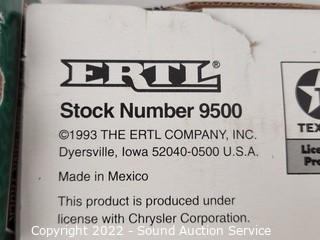 ERTL®
Stock Number 9500
©1993 THE ERTL COMPANY, INC.
Dyersville, Iowa 52040-0500 U.S.A.
Made in Mexico
This product is produced under
license with Chrysler Corporation.
T
TEX
Lice
Pro
Copyright 2022 - Sound Auction Service